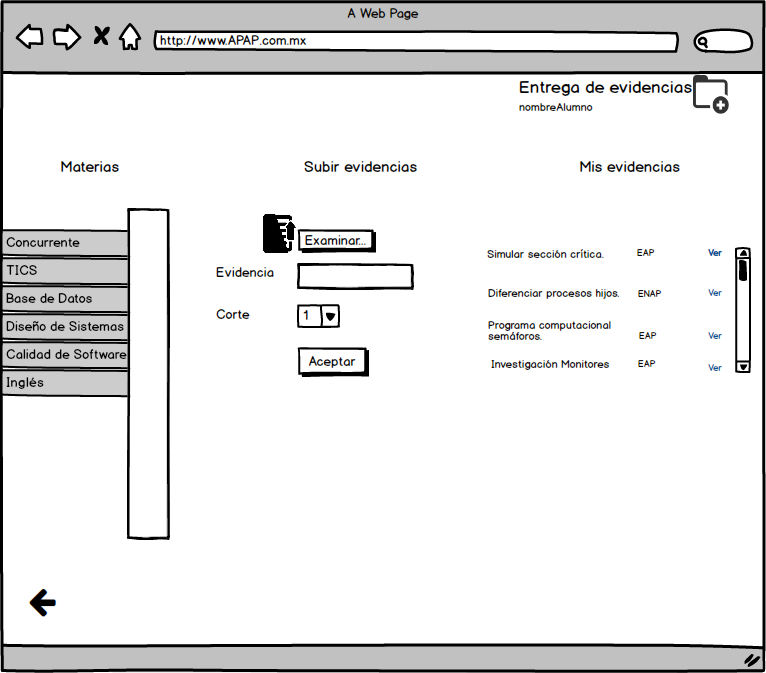 A Web Page
http://www.APAP.com.mx
Entrega de evidencias
nombreAlumno
Materias
Subir evidencias
Mis evidencias
Concurrente
TICS
Base de Datos
Diseño de Sistemas
Calidad de Software
Inglés
Examinar...
Evidencia
Corte
1
Aceptar
Simular sección crítica. EAP Ver
Diferenciar procesos hijos. ENAP Ver
Programa computacional
semáforos. EAP Ver
Investigación Monitores EAP Ver